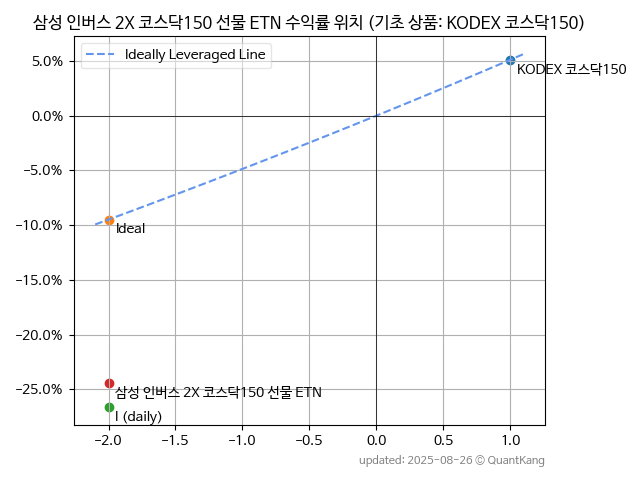 삼성 인버스 2X 코스닥150 선물 ETN 수익률 위치 (기초 상품: KODEX 코스닥150)
Ideally Leveraged Line
5.0%
KODEX 코스닥150
0.0%
−5.0%
−10.0%
Ideal
−15.0%
−20.0%
−25.0%
삼성 인버스 2X 코스닥150 선물 ETN
I (daily)
−2.0 −1.5 −1.0 −0.5 0.0 0.5 1.0
updated: 2025-08-26 © QuantKang